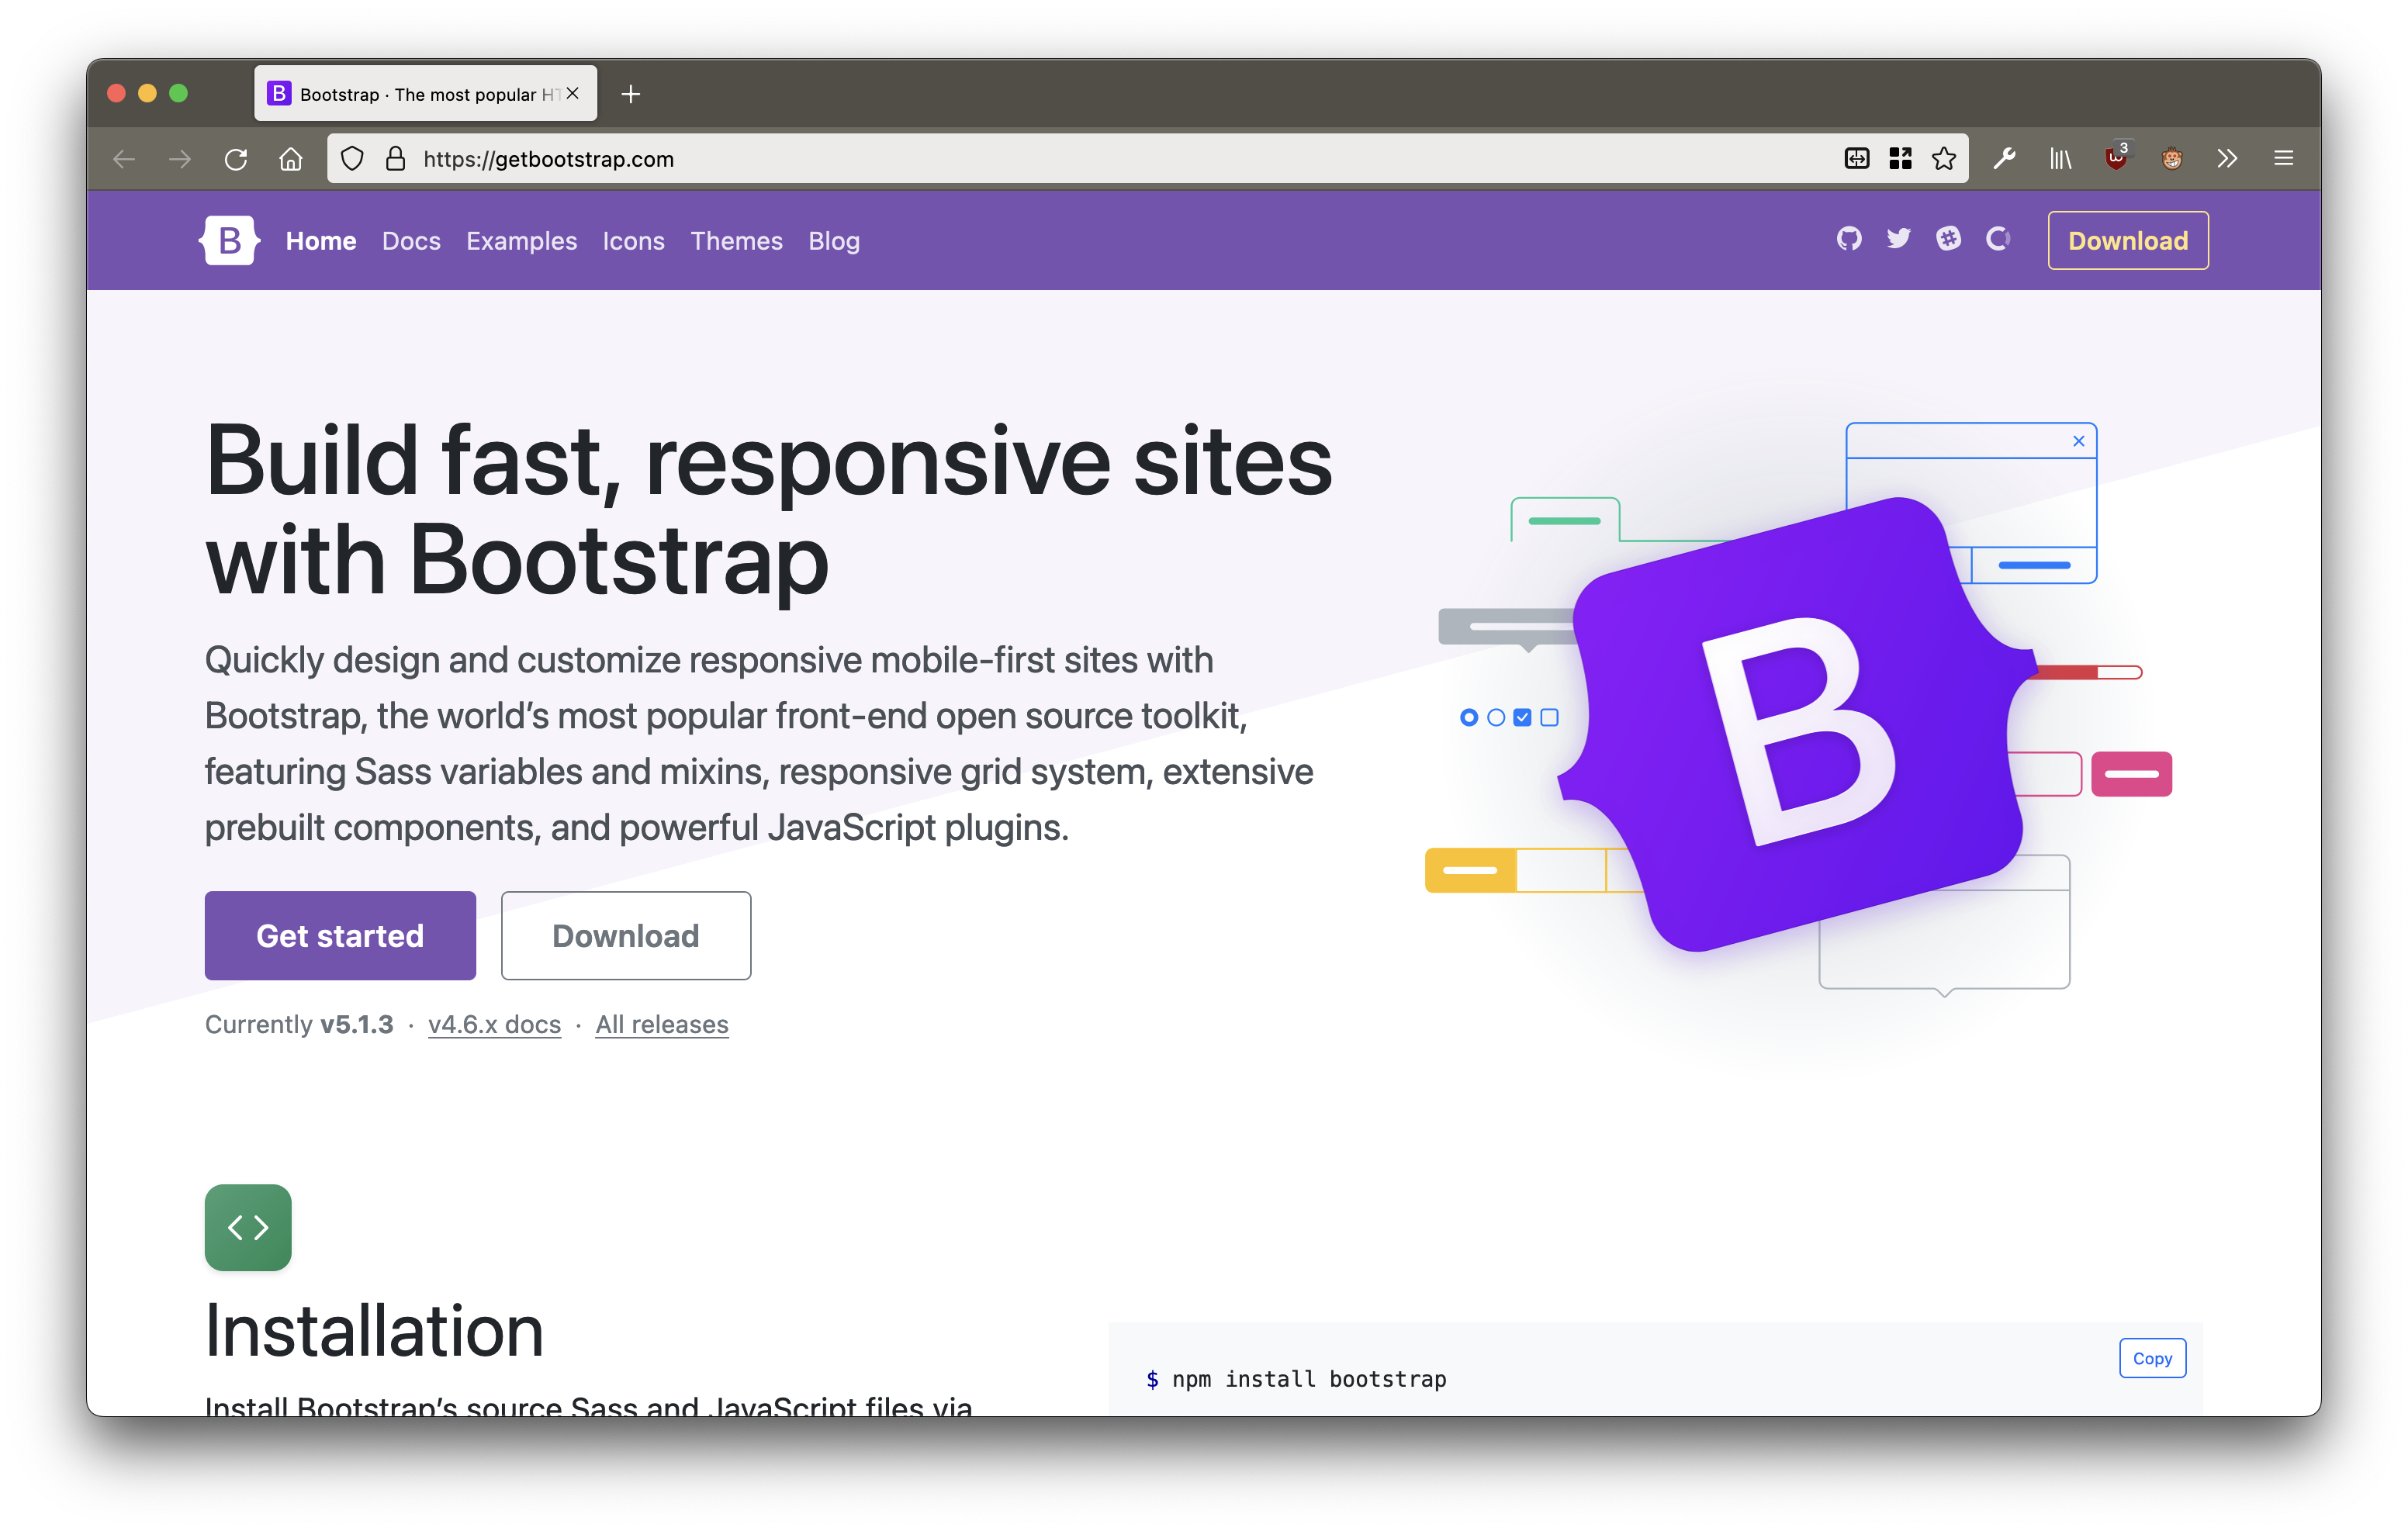 B Bootstrap · The most popular HT
https://getbootstrap.com
3
B Home Docs Examples Icons Themes Blog Download
Build fast, responsive sites
with Bootstrap
Quickly design and customize responsive mobile-first sites with
Bootstrap, the world’s most popular front-end open source toolkit,
featuring Sass variables and mixins, responsive grid system, extensive
prebuilt components, and powerful JavaScript plugins.
B
Get started Download
Currently v5.1.3 · v4.6.x docs · All releases
Installation
Copy
$ npm install bootstrap
Install Bootstrap’s source Sass and JavaScript files via